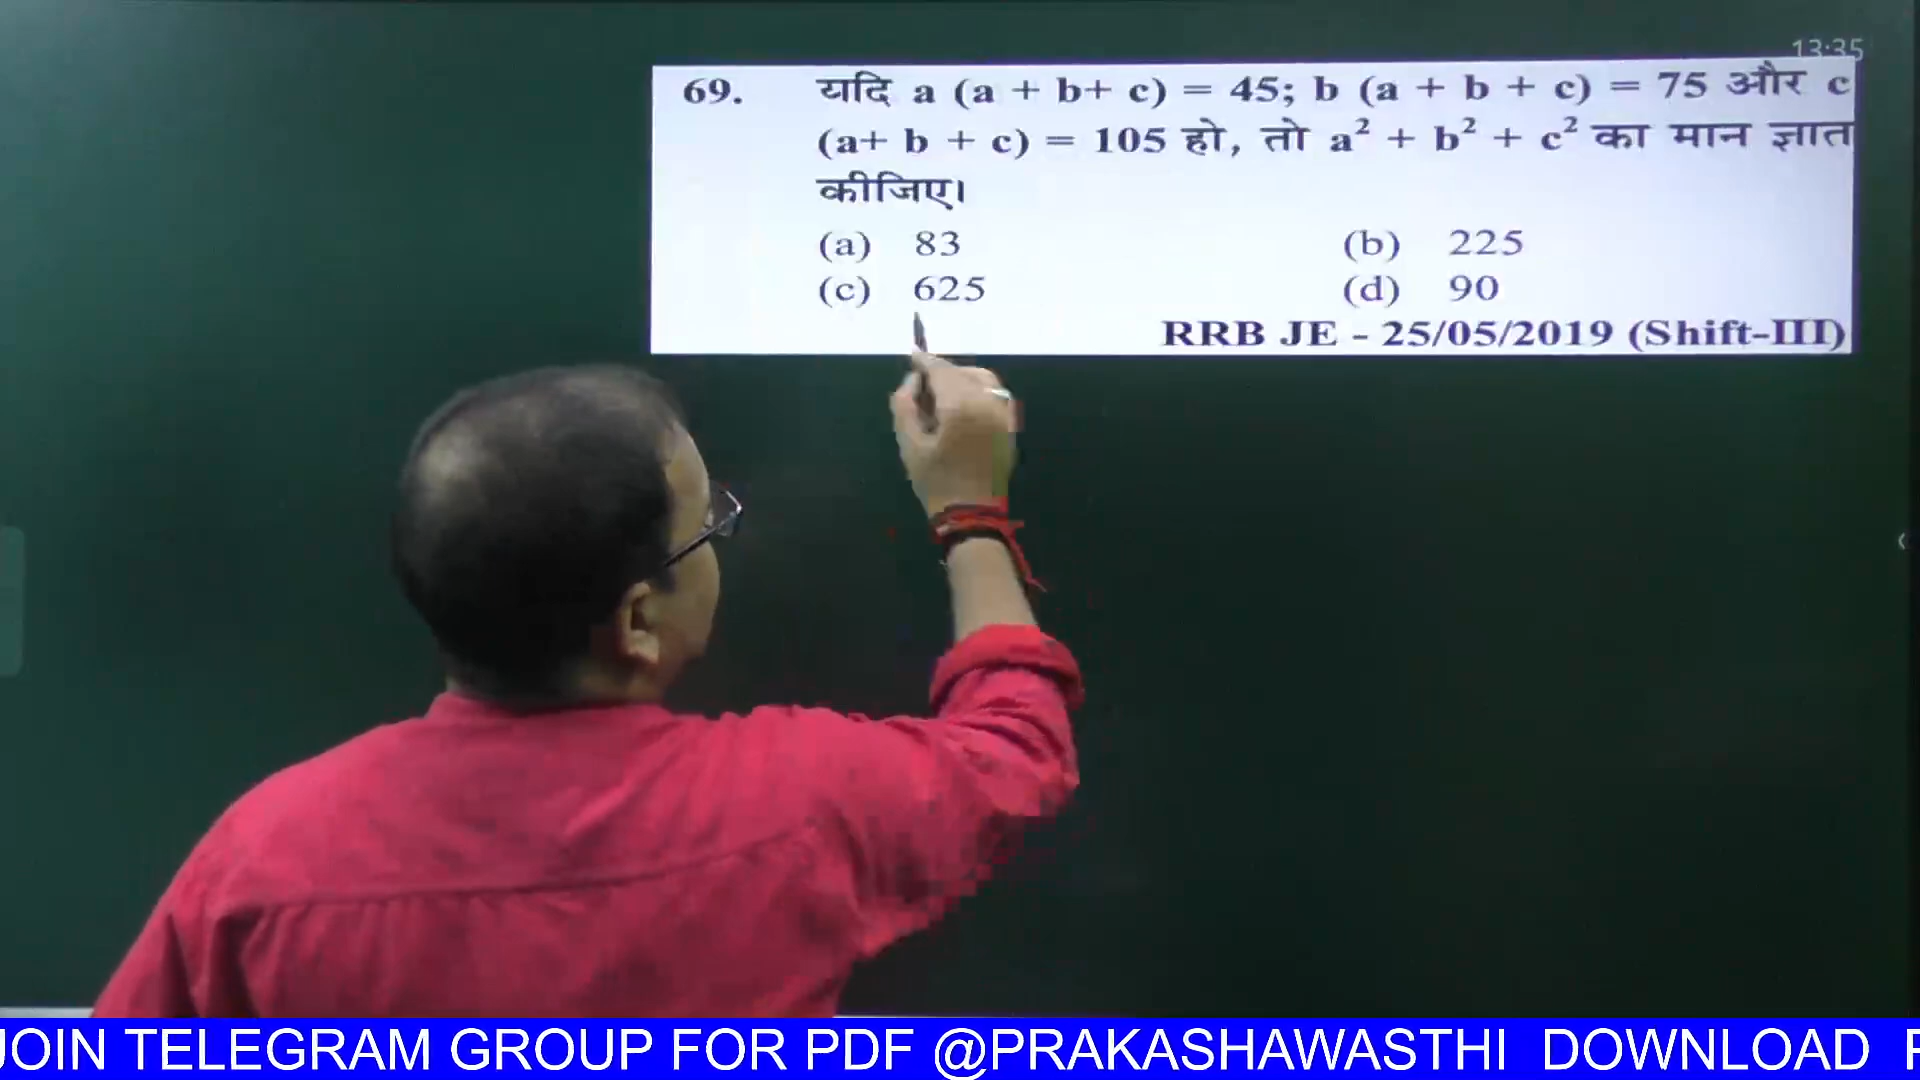 13:35
69. यदि a (a + b+ c) = 45; b (a + b + c) = 75 और c
(a+ b + c) = 105 हो, तो a² + b² + c² का मान ज्ञात
कीजिए।
(a) 83 (b) 225
(c) 625 (d) 90
RRB JE - 25/05/2019 (Shift-III)
JOIN TELEGRAM GROUP FOR PDF @PRAKASHAWASTHI DOWNLOAD